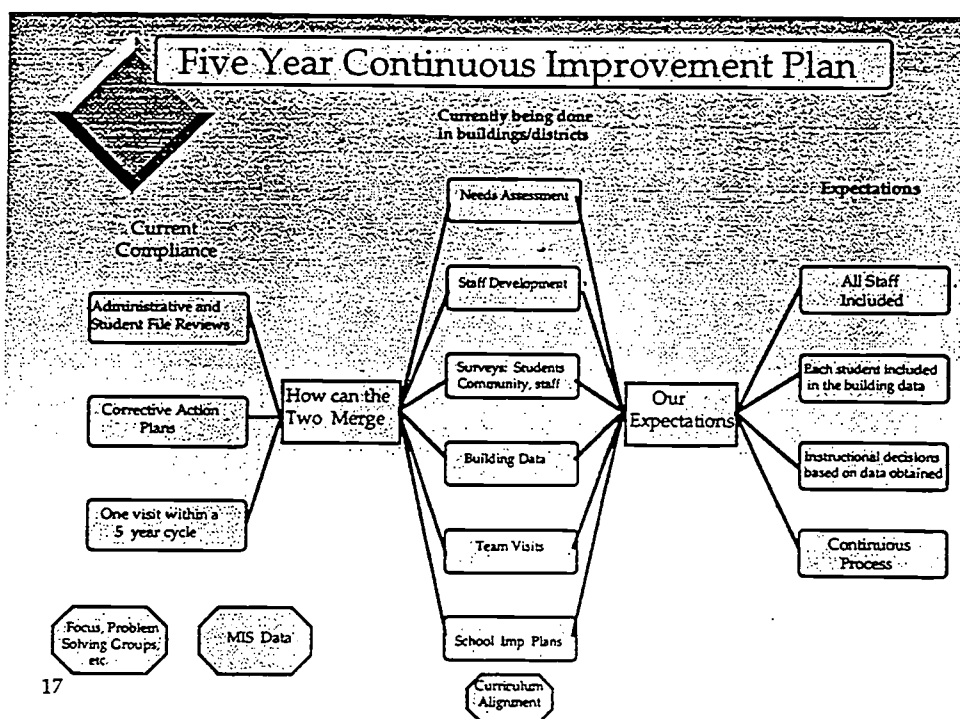 Five Year Continuous Improvement Plan
Currently being done
in buildings/districts
Expectations
Current
Compliance
Administrative and
Student File Reviews
Corrective Action
Plans
One visit within a
5 year cycle
How can the
Two Merge
Needs Assessment
Staff Development
Surveys: Students
Community, staff
Building Data
Team Visits
School Imp Plans
Our
Expectations
All Staff
Included
Each student included
in the building data
Instructional decisions
based on data obtained
Continuous
Process
Focus, Problem
Solving Groups,
etc.
MIS Data
Curriculum
Alignment
17